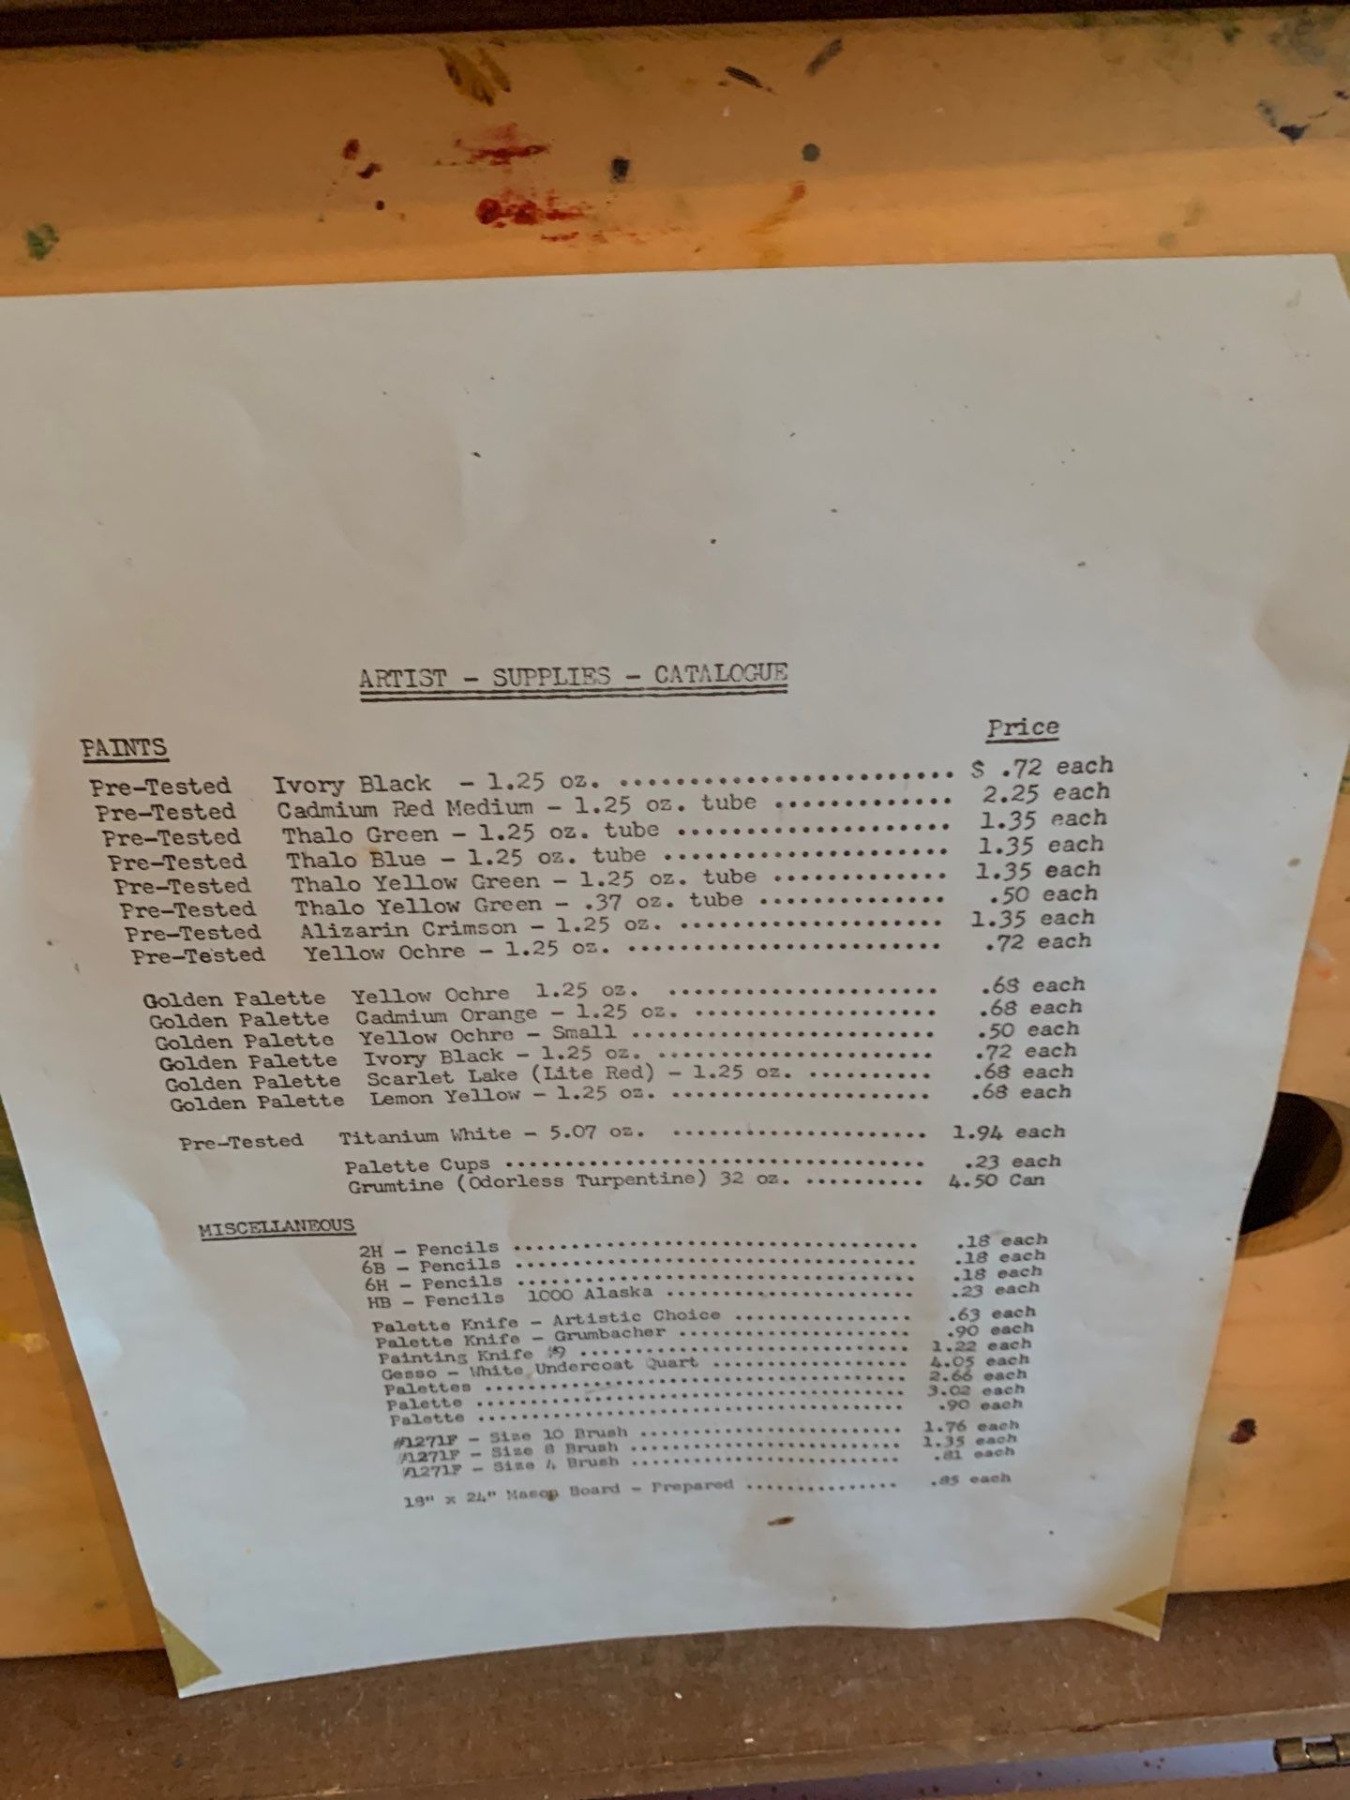 ARTIST - SUPPLIES - CATALOGUE
Price
PAINTS
Pre-Tested Ivory Black - 1.25 oz. ........................ $ .72 each
Pre-Tested Cadmium Red Medium - 1.25 oz. tube ............. 2.25 each
Pre-Tested Thalo Green - 1.25 oz. tube .................... 1.35 each
Pre-Tested Thalo Blue - 1.25 oz. tube ..................... 1.35 each
Pre-Tested Thalo Yellow Green - 1.25 oz. tube ............. 1.35 each
Pre-Tested Thalo Yellow Green - .37 oz. tube .............. .50 each
Pre-Tested Alizarin Crimson - 1.25 oz. .................... 1.35 each
Pre-Tested Yellow Ochre - 1.25 oz. ........................ .72 each
Golden Palette Yellow Ochre 1.25 oz. ........................ .68 each
Golden Palette Cadmium Orange - 1.25 oz. .................... .68 each
Golden Palette Yellow Ochre - Small ......................... .50 each
Golden Palette Ivory Black - 1.25 oz. ....................... .72 each
Golden Palette Scarlet Lake (Lite Red) - 1.25 oz. .......... .68 each
Golden Palette Lemon Yellow - 1.25 oz. ...................... .68 each
Pre-Tested Titanium White - 5.07 oz. ...................... 1.94 each
Palette Cups .................................... .23 each
Grumtine (Odorless Turpentine) 32 oz. .......... 4.50 Can
MISCELLANEOUS
2H - Pencils ................................... .18 each
6B - Pencils ................................... .18 each
6H - Pencils ................................... .18 each
HB - Pencils 1000 Alaska ..................... .23 each
Palette Knife - Artistic Choice ............... .63 each
Palette Knife - Grumbacher .................... .90 each
Painting Knife #9 .............................. 1.22 each
Gesso - White Undercoat Quart ................. 4.05 each
Palettes ........................................ 2.66 each
Palette ......................................... 3.02 each
Palette ......................................... .90 each
#1271F - Size 10 Brush ......................... 1.76 each
#1271F - Size 8 Brush .......................... 1.35 each
#1271F - Size 4 Brush .......................... .81 each
18" x 24" Mason Board - Prepared ............... .85 each